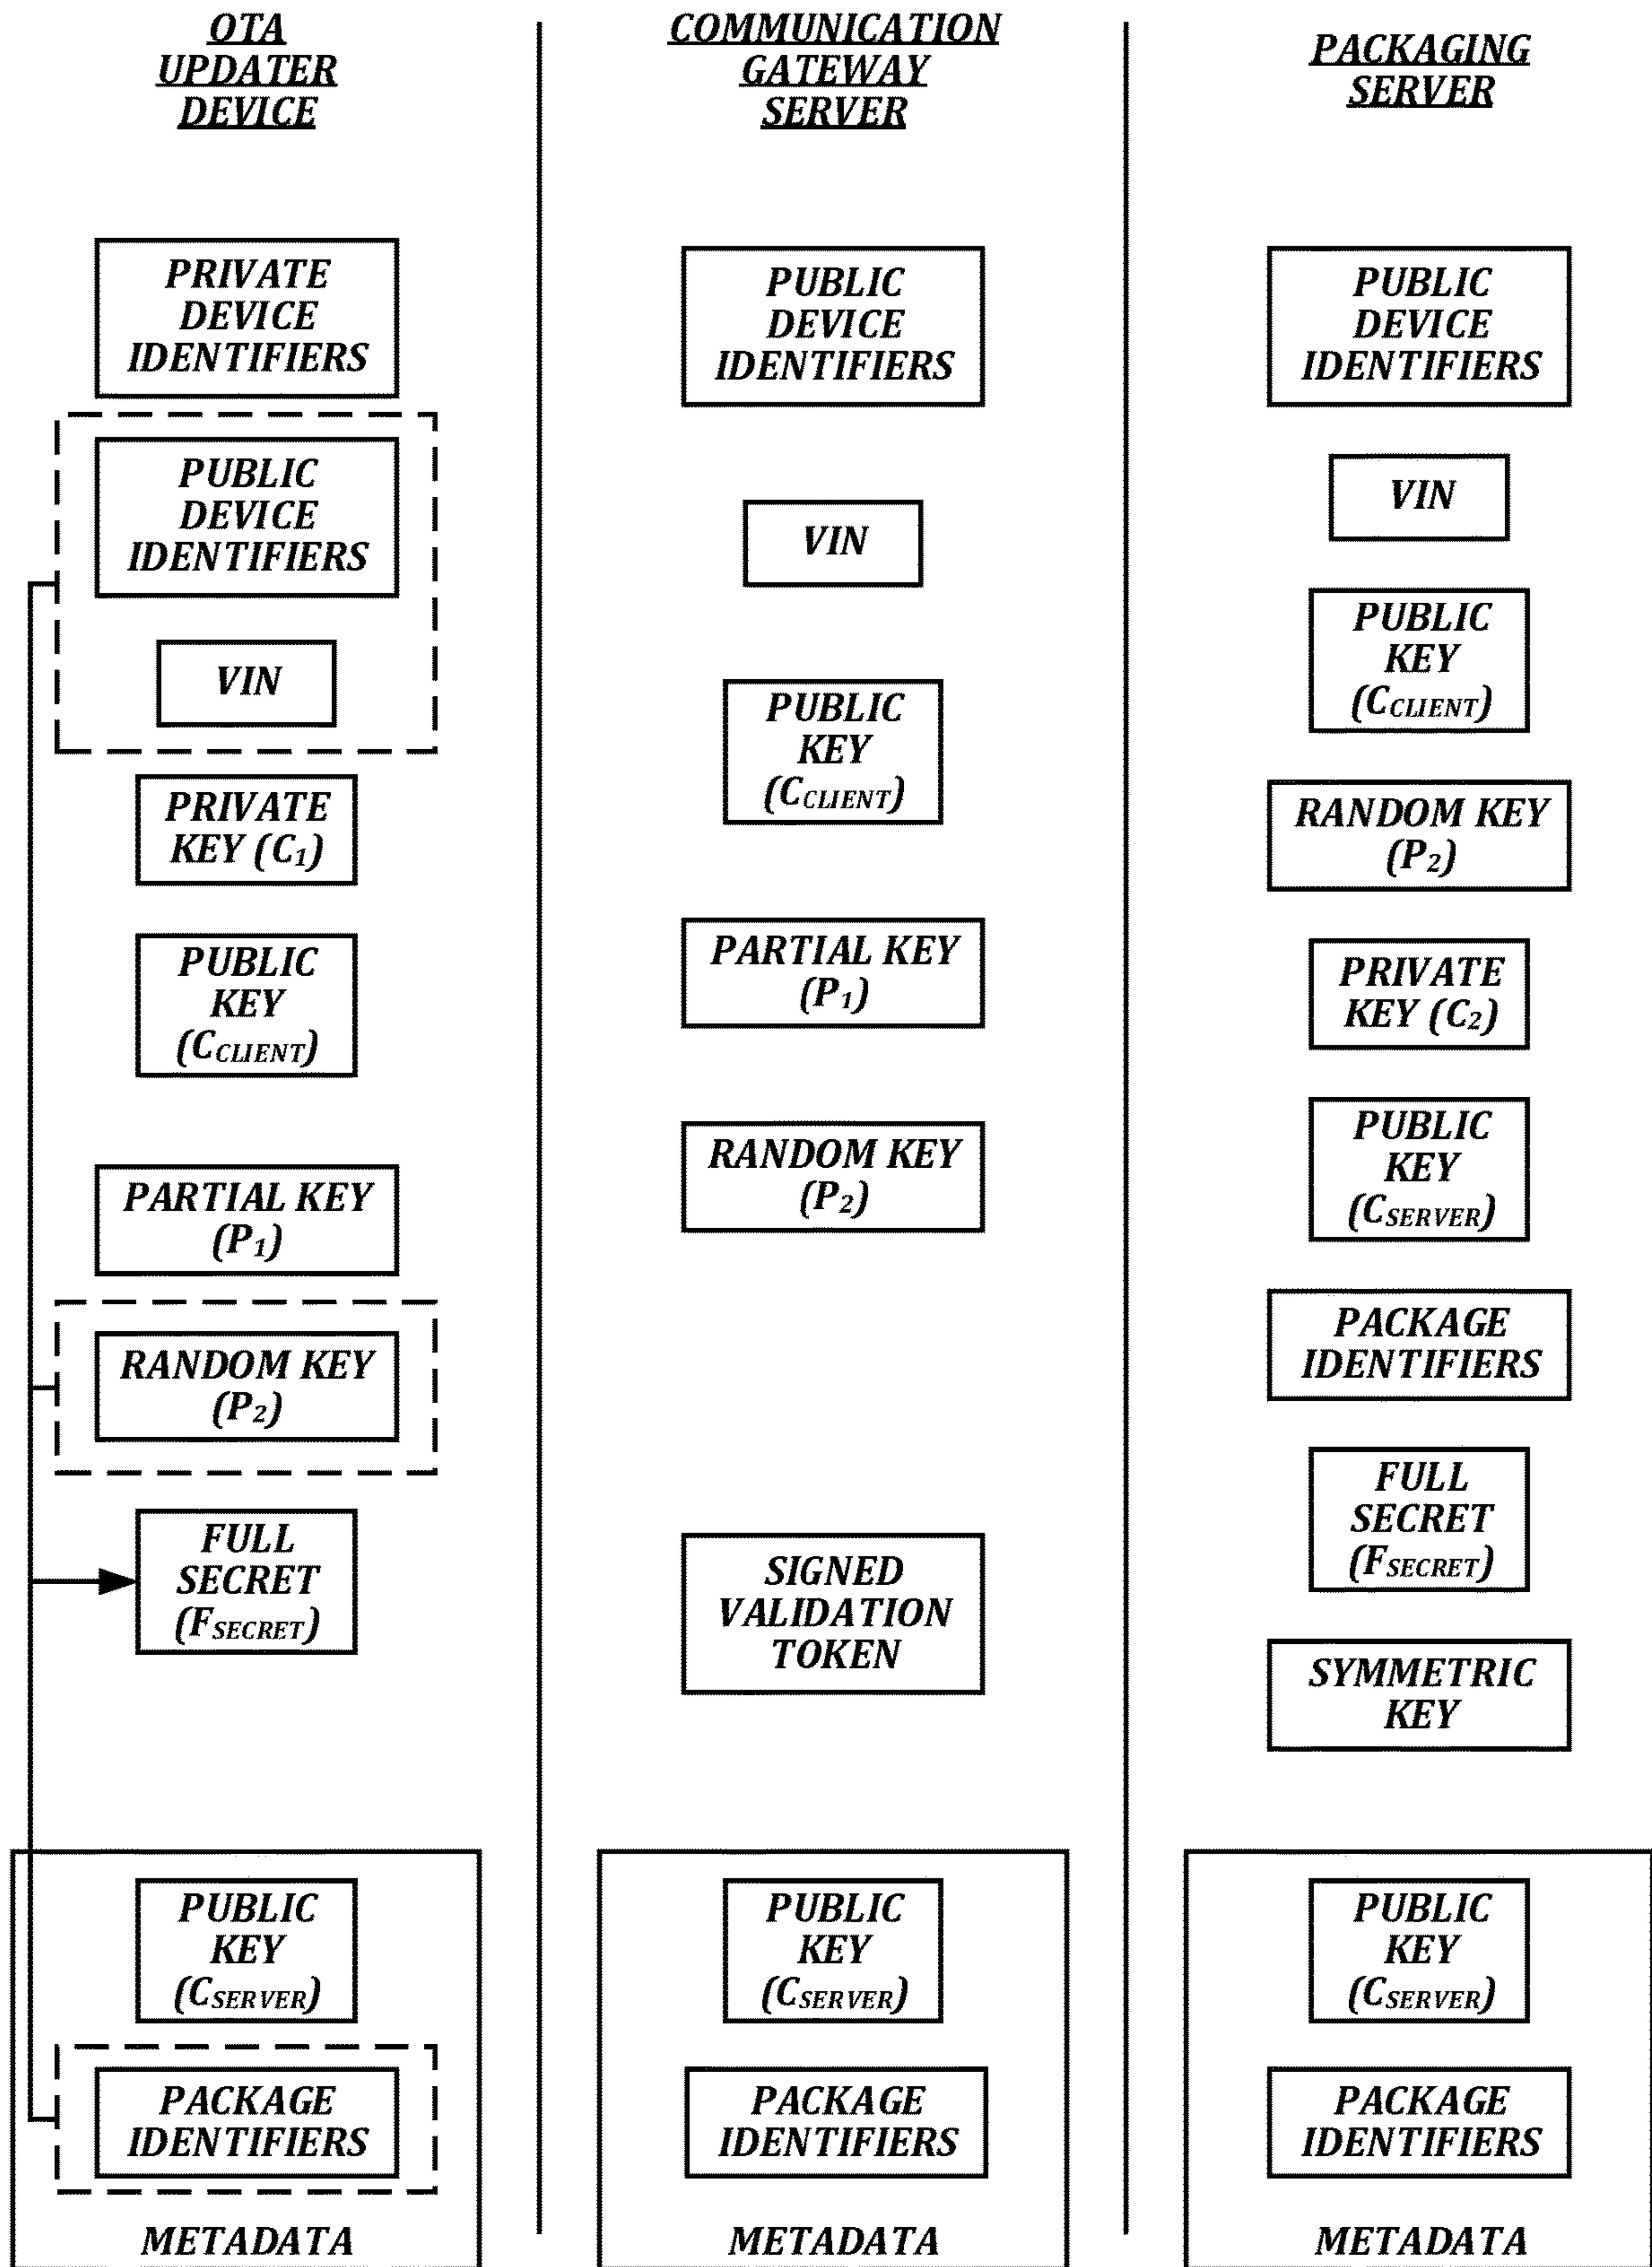 OTA
UPDATER
DEVICE
PRIVATE
DEVICE
IDENTIFIERS
PUBLIC
DEVICE
IDENTIFIERS
VIN
PRIVATE
KEY (C1)
PUBLIC
KEY
(CCLIENT)
PARTIAL KEY
(P1)
RANDOM KEY
(P2)
FULL
SECRET
(FSECRET)
PUBLIC
KEY
(CSERVER)
PACKAGE
IDENTIFIERS
METADATA
COMMUNICATION
GATEWAY
SERVER
PUBLIC
DEVICE
IDENTIFIERS
VIN
PUBLIC
KEY
(CCLIENT)
PARTIAL KEY
(P1)
RANDOM KEY
(P2)
SIGNED
VALIDATION
TOKEN
PUBLIC
KEY
(CSERVER)
PACKAGE
IDENTIFIERS
METADATA
PACKAGING
SERVER
PUBLIC
DEVICE
IDENTIFIERS
VIN
PUBLIC
KEY
(CCLIENT)
RANDOM KEY
(P2)
PRIVATE
KEY (C2)
PUBLIC
KEY
(CSERVER)
PACKAGE
IDENTIFIERS
FULL
SECRET
(FSECRET)
SYMMETRIC
KEY
PUBLIC
KEY
(CSERVER)
PACKAGE
IDENTIFIERS
METADATA